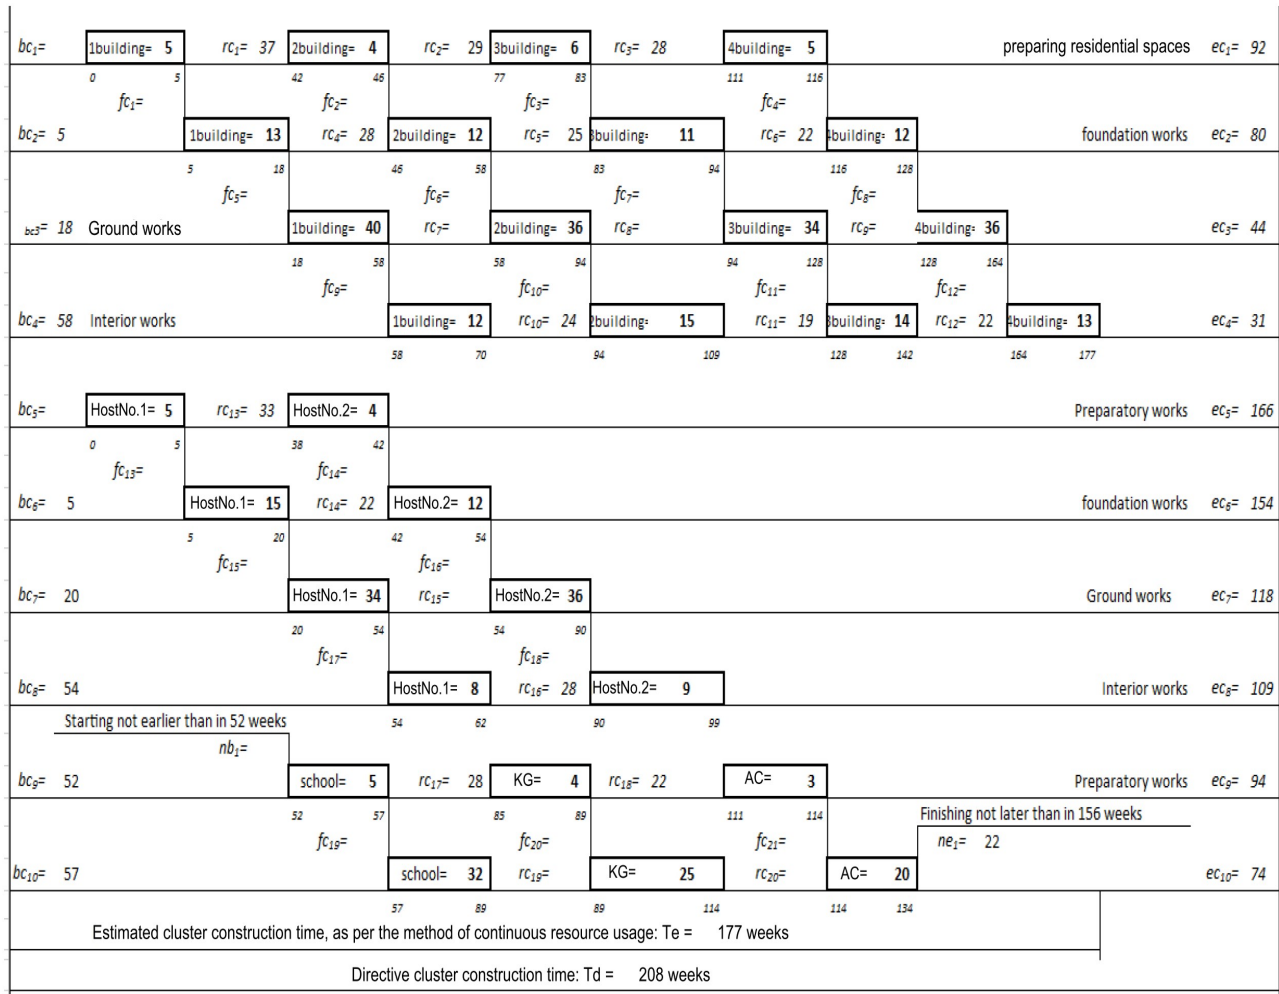 bc₁= 1building= 5 rc₁= 37 2building= 4 rc₂= 29 3building= 6 rc₃= 28 4building= 5 preparing residential spaces ec₁= 92
0 5 42 46 77 83 111 116
fc₁= fc₂= fc₃= fc₄=
bc₂= 5 1building= 13 rc₄= 28 2building= 12 rc₅= 25 3building= 11 rc₆= 22 4building= 12 foundation works ec₂= 80
5 18 46 58 83 94 116 128
fc₅= fc₆= fc₇= fc₈=
bc3= 18 Ground works 1building= 40 rc₇= 2building= 36 rc₈= 3building= 34 rc₉= 4building= 36 ec₃= 44
18 58 58 94 94 128 128 164
fc₉= fc₁₀= fc₁₁= fc₁₂=
bc₄= 58 Interior works 1building= 12 rc₁₀= 24 2building= 15 rc₁₁= 19 3building= 14 rc₁₂= 22 4building= 13 ec₄= 31
58 70 94 109 128 142 164 177
bc₅= HostNo.1= 5 rc₁₃= 33 HostNo.2= 4 Preparatory works ec₅= 166
0 5 38 42
fc₁₃= fc₁₄=
bc₆= 5 HostNo.1= 15 rc₁₄= 22 HostNo.2= 12 foundation works ec₆= 154
5 20 42 54
fc₁₅= fc₁₆=
bc₇= 20 HostNo.1= 34 rc₁₅= HostNo.2= 36 Ground works ec₇= 118
20 54 54 90
fc₁₇= fc₁₈=
bc₈= 54 HostNo.1= 8 rc₁₆= 28 HostNo.2= 9 Interior works ec₈= 109
Starting not earlier than in 52 weeks 54 62 90 99
nb₁=
bc₉= 52 school= 5 rc₁₇= 28 KG= 4 rc₁₈= 22 AC= 3 Preparatory works ec₉= 94
52 57 85 89 111 114 Finishing not later than in 156 weeks
fc₁₉= fc₂₀= fc₂₁= ne₁= 22
bc₁₀= 57 school= 32 rc₁₉= KG= 25 rc₂₀= AC= 20 ec₁₀= 74
57 89 89 114 114 134
Estimated cluster construction time, as per the method of continuous resource usage: Te = 177 weeks
Directive cluster construction time: Td = 208 weeks